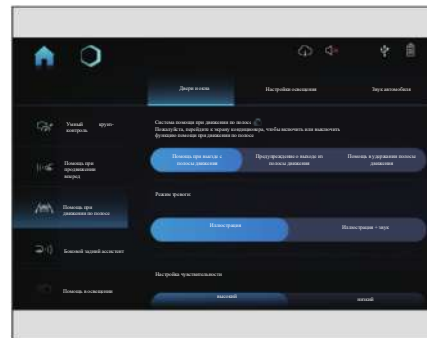 Двери и окна
Настройки освещения
Звук автомобиля
Умный круиз-
контроль
Помощь при
продвижении
вперед
Помощь при
движении по полосе
Боковой задний ассистент
Помощь в освещении
Система помощи при движении по полосе
Пожалуйста, перейдите к экрану кондиционера, чтобы включить или выключить
функцию помощи при движении по полосе
Помощь при выходе с
полосы движения
Предупреждение о выходе из
полосы движения
Помощь в удержании полосы
движения
Режим тревоги:
Иллюстрация
Иллюстрация + звук
Настройка чувствительности
высокий
низкий